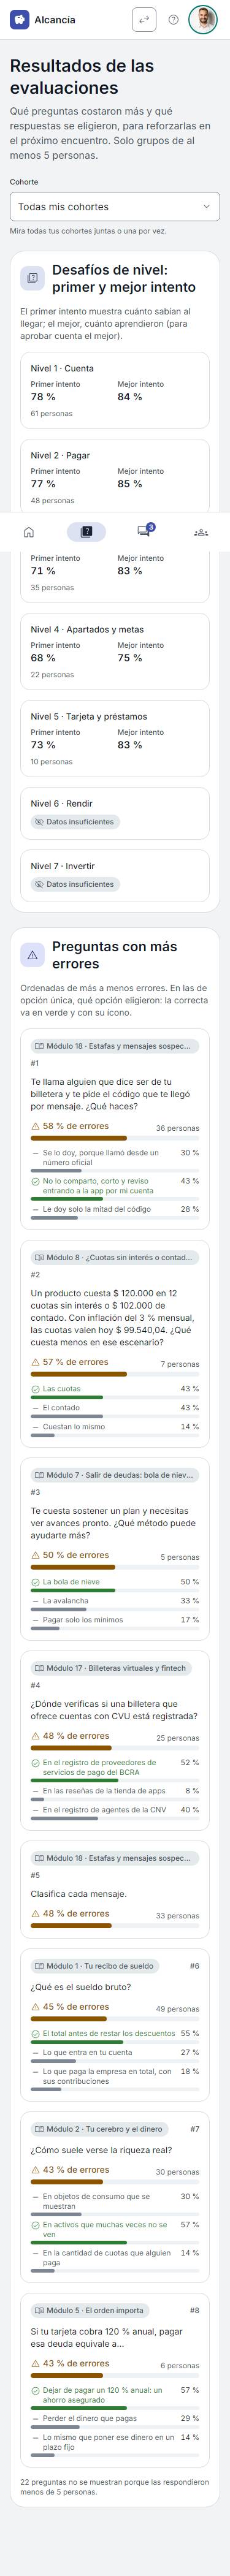 Alcancía
Resultados de las
evaluaciones
Qué preguntas costaron más y qué
respuestas se eligieron, para reforzarlas en
el próximo encuentro. Solo grupos de al
menos 5 personas.
Cohorte
Todas mis cohortes
Mira todas tus cohortes juntas o una por vez.
Desafíos de nivel:
primer y mejor intento
El primer intento muestra cuánto sabían al
llegar; el mejor, cuánto aprendieron (para
aprobar cuenta el mejor).
Nivel 1 · Cuenta
Primer intento Mejor intento
78 % 84 %
61 personas
Nivel 2 · Pagar
Primer intento Mejor intento
77 % 85 %
48 personas
3
Primer intento Mejor intento
71 % 83 %
35 personas
Nivel 4 · Apartados y metas
Primer intento Mejor intento
68 % 75 %
22 personas
Nivel 5 · Tarjeta y préstamos
Primer intento Mejor intento
73 % 83 %
10 personas
Nivel 6 · Rendir
Datos insuficientes
Nivel 7 · Invertir
Datos insuficientes
Preguntas con más
errores
Ordenadas de más a menos errores. En las de
opción única, qué opción eligieron: la correcta
va en verde y con su icono.
Módulo 18 · Estafas y mensajes sospec...
#1
Te llama alguien que dice ser de tu
billetera y te pide el código que te llegó
por mensaje. ¿Qué haces?
58 % de errores 36 personas
Se lo doy, porque llamó desde un 30 %
número oficial
No lo comparto, corto y reviso 43 %
entrando a la app por mi cuenta
Le doy solo la mitad del código 28 %
Módulo 8 · ¿Cuotas sin interés o contad...
#2
Un producto cuesta $ 120.000 en 12
cuotas sin interés o $ 102.000 de
contado. Con inflación del 3 % mensual,
las cuotas valen hoy $ 99.540,04. ¿Qué
cuesta menos en ese escenario?
57 % de errores 7 personas
Las cuotas 43 %
El contado 43 %
Cuestan lo mismo 14 %
Módulo 7 · Salir de deudas: bola de niev...
#3
Te cuesta sostener un plan y necesitas
ver avances pronto. ¿Qué método puede
ayudarte más?
50 % de errores 5 personas
La bola de nieve 50 %
La avalancha 33 %
Pagar solo los mínimos 17 %
Módulo 17 · Billeteras virtuales y fintech
#4
¿Dónde verificas si una billetera que
ofrece cuentas con CVU está registrada?
48 % de errores 25 personas
En el registro de proveedores de 52 %
servicios de pago del BCRA
En las reseñas de la tienda de apps 8 %
En el registro de agentes de la CNV 40 %
Módulo 18 · Estafas y mensajes sospec...
#5
Clasifica cada mensaje.
48 % de errores 33 personas
Módulo 1 · Tu recibo de sueldo #6
¿Qué es el sueldo bruto?
45 % de errores 49 personas
El total antes de restar los descuentos 55 %
Lo que entra en tu cuenta 27 %
Lo que paga la empresa en total, con 18 %
sus contribuciones
Módulo 2 · Tu cerebro y el dinero #7
¿Cómo suele verse la riqueza real?
43 % de errores 30 personas
En objetos de consumo que se 30 %
muestran
En activos que muchas veces no se 57 %
ven
En la cantidad de cuotas que alguien 14 %
paga
Módulo 5 · El orden importa #8
Si tu tarjeta cobra 120 % anual, pagar
esa deuda equivale a...
43 % de errores 6 personas
Dejar de pagar un 120 % anual: un 57 %
ahorro asegurado
Perder el dinero que pagas 29 %
Lo mismo que poner ese dinero en un 14 %
plazo fijo
22 preguntas no se muestran porque las respondieron
menos de 5 personas.